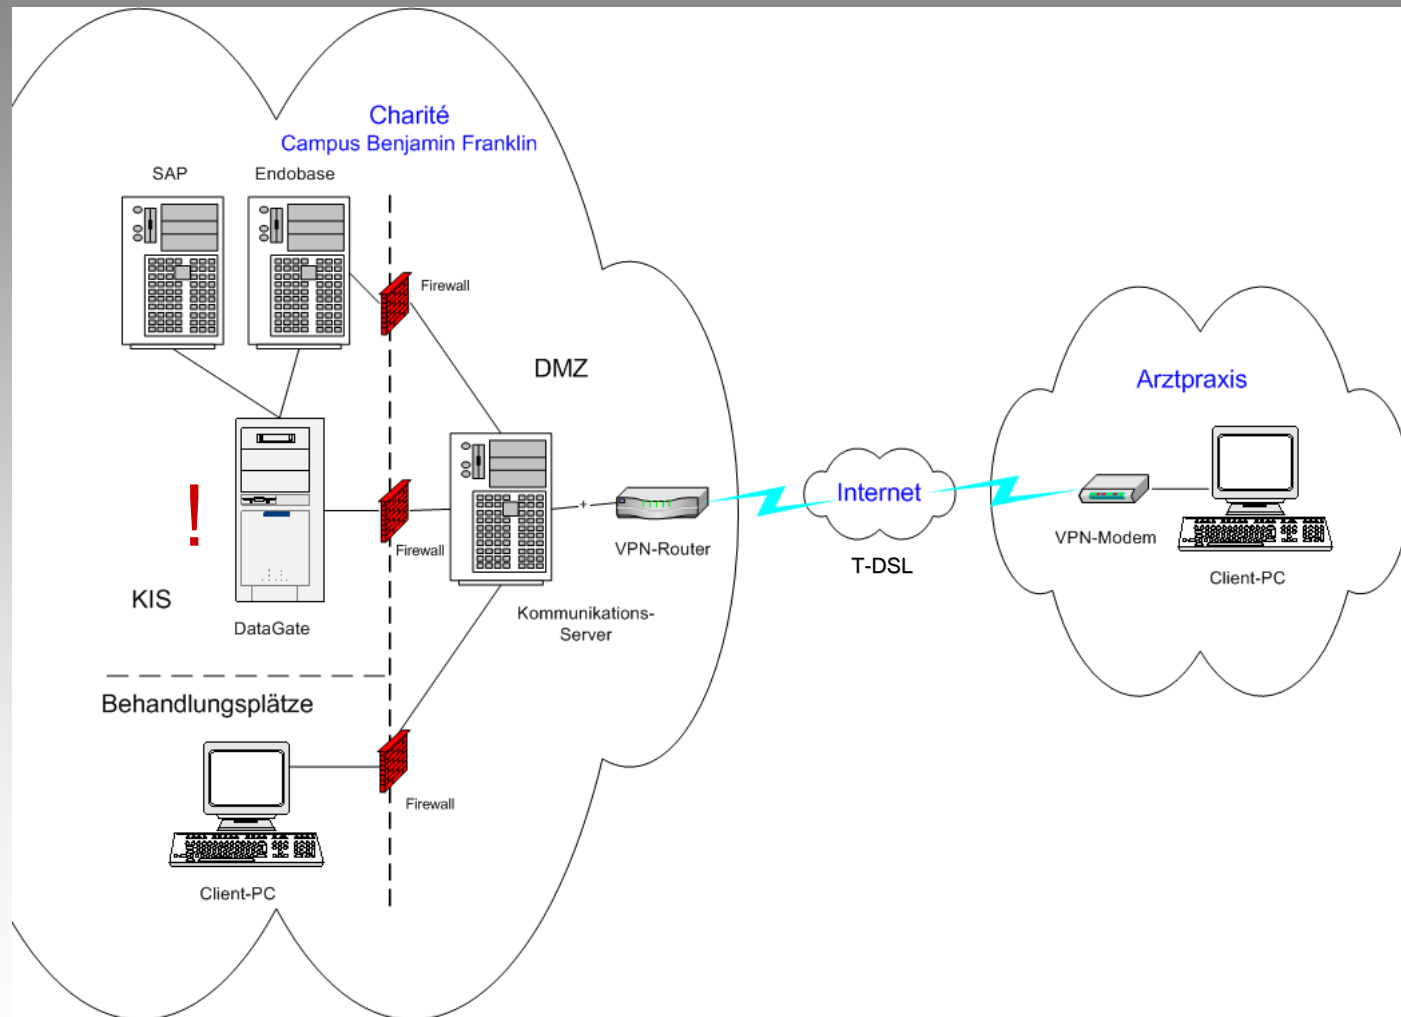 Charité
Campus Benjamin Franklin
SAP
Endobase
Firewall
DMZ
Arztpraxis
!
Internet
Firewall
VPN-Router
VPN-Modem
T-DSL
Client-PC
KIS
DataGate
Kommunikations-
Server
Behandlungsplätze
Firewall
Client-PC